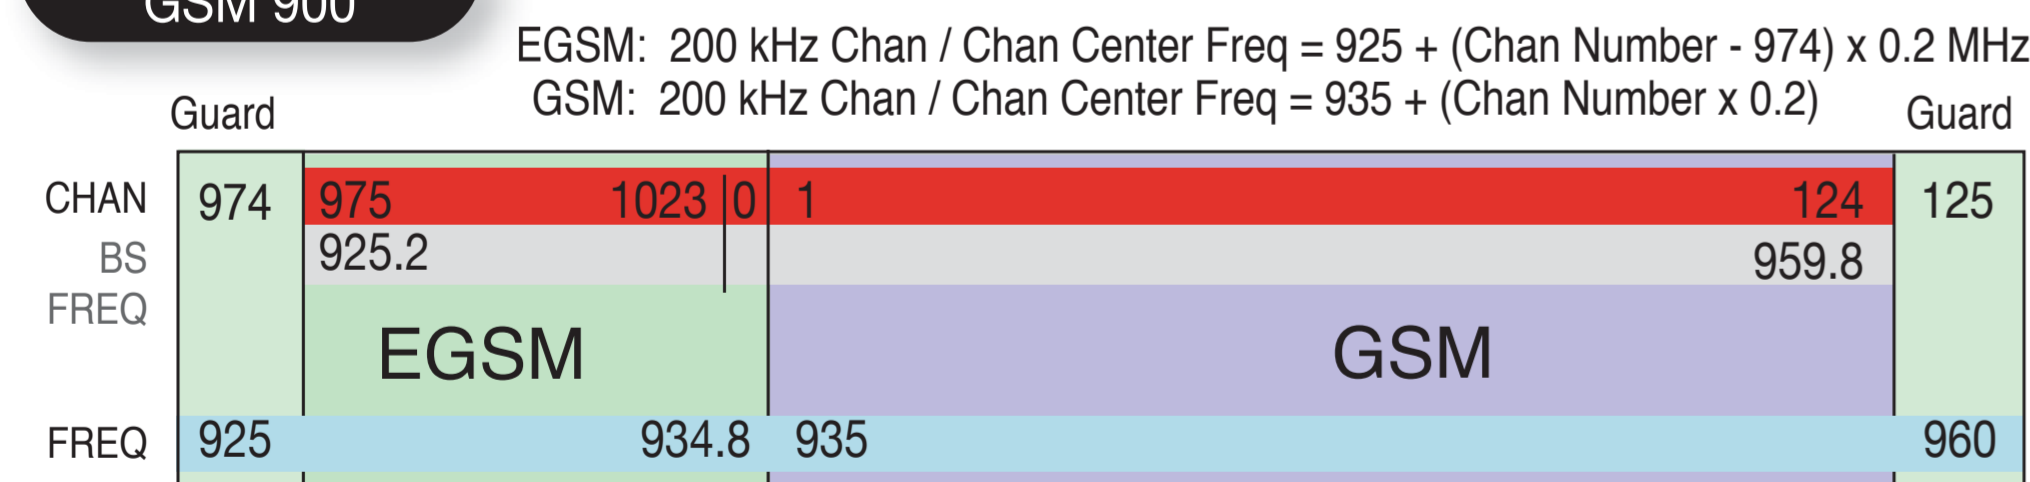 GSM 900
EGSM: 200 kHz Chan / Chan Center Freq = 925 + (Chan Number - 974) x 0.2 MHz
GSM: 200 kHz Chan / Chan Center Freq = 935 + (Chan Number x 0.2)
Guard Guard
CHAN 974 975 1023 0 1 124 125
BS 925.2 959.8
FREQ
EGSM GSM
FREQ 925 934.8 935 960